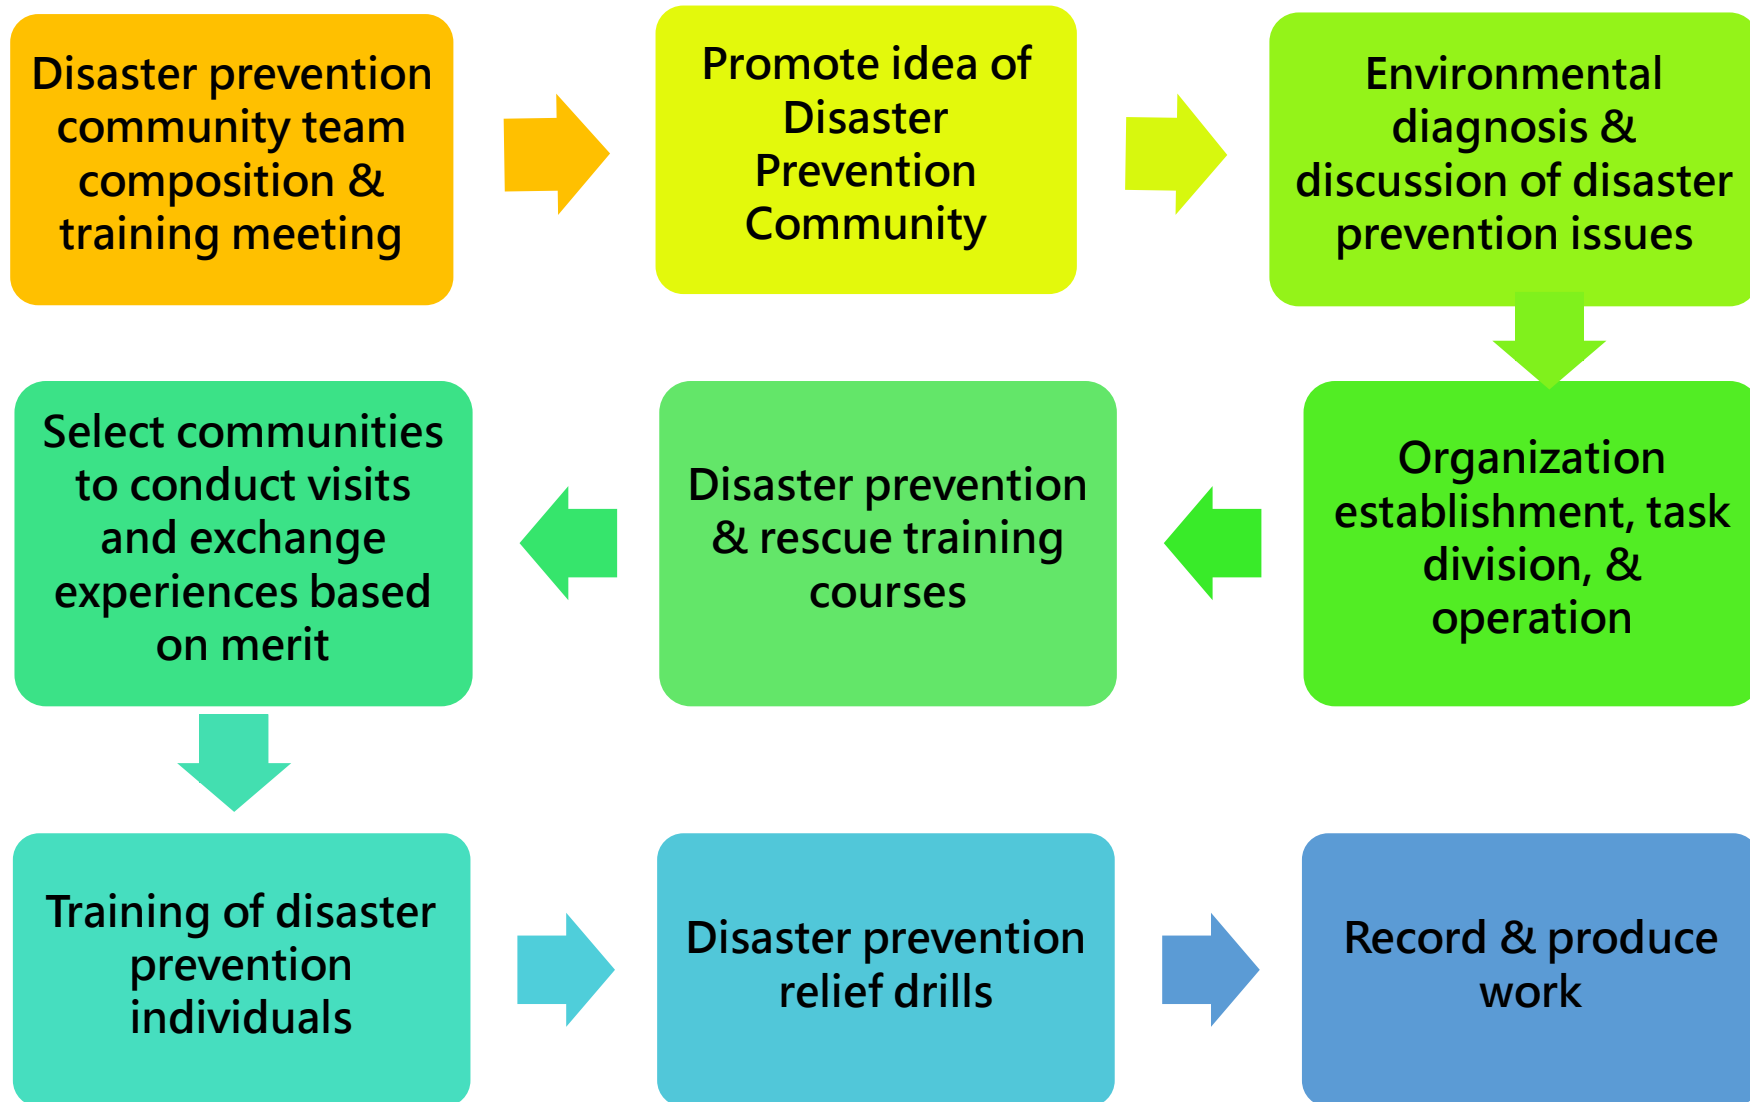 Disaster prevention
community team
composition &
training meeting
Promote idea of
Disaster
Prevention
Community
Environmental
diagnosis &
discussion of disaster
prevention issues
Organization
establishment, task
division, &
operation
Disaster prevention
& rescue training
courses
Select communities
to conduct visits
and exchange
experiences based
on merit
Training of disaster
prevention
individuals
Disaster prevention
relief drills
Record & produce
work